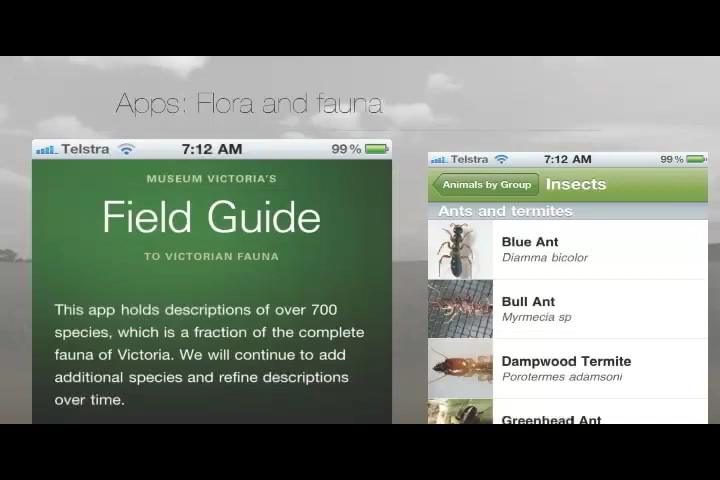 Apps: Flora and fauna
Telstra 7:12 AM 99%
MUSEUM VICTORIA'S
Field Guide
TO VICTORIAN FAUNA
This app holds descriptions of over 700
species, which is a fraction of the complete
fauna of Victoria. We will continue to add
additional species and refine descriptions
over time.
Telstra 7:12 AM 99%
Animals by Group Insects
Ants and termites
Blue Ant
Diamma bicolor
Bull Ant
Myrmecia sp
Dampwood Termite
Porotermes adamsoni
Greenhead Ant